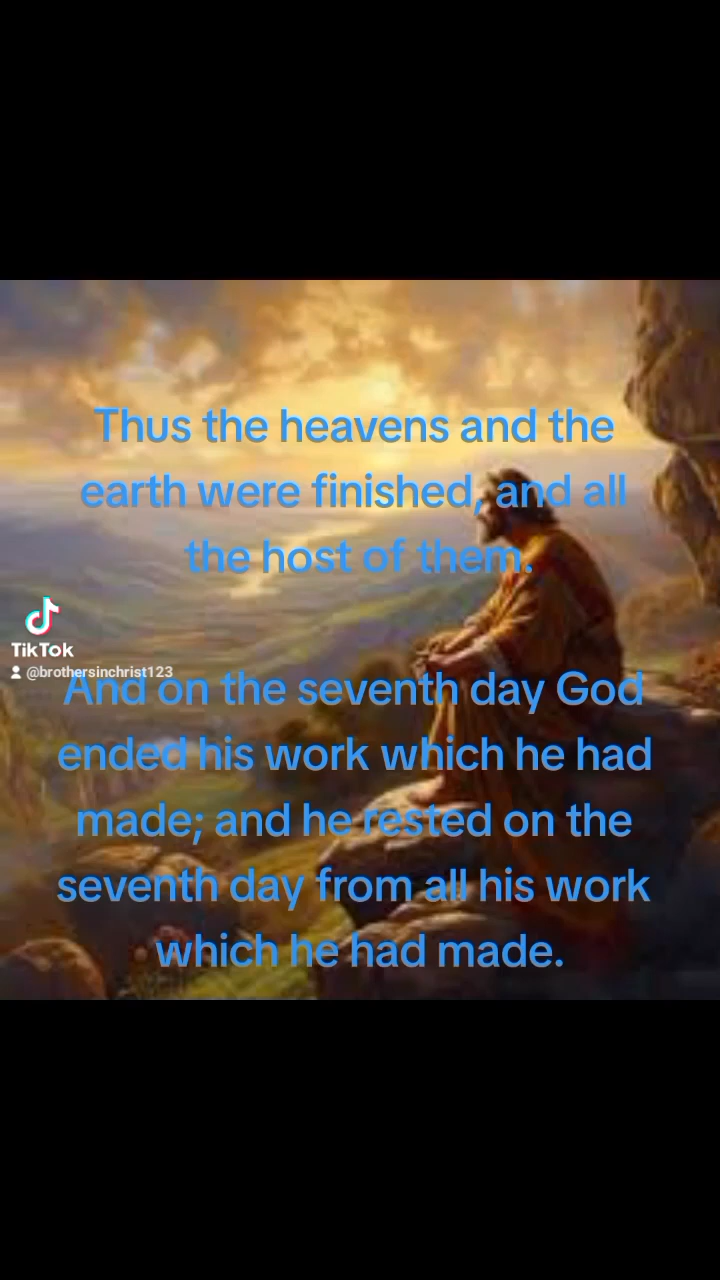 Thus the heavens and the
earth were finished, and all
the host of them.
TikTok
@brothersinchrist123
And on the seventh day God
ended his work which he had
made; and he rested on the
seventh day from all his work
which he had made.